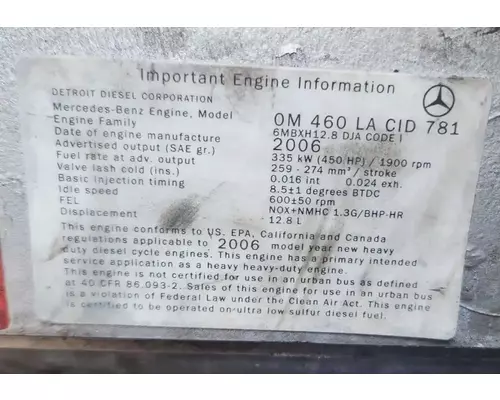 Important Engine Information
DETROIT DIESEL CORPORATION
Mercedes-Benz Engine, Model OM 460 LA CID 781
Engine Family 6MBXH12.8 DJA CODE I
Date of engine manufacture 2006
Advertised output (SAE gr.) 335 kW (450 HP) / 1900 rpm
Fuel rate at adv. output 259 - 274 mm³ / stroke
Valve lash cold (ins.) 0.016 int 0.024 exh.
Basic injection timing 8.5±1 degrees BTDC
Idle speed 600±50 rpm
FEL NOX+NMHC 1.3G/BHP-HR
Displacement 12.8 L
This engine conforms to US. EPA, California and Canada
regulations applicable to 2006 model year new heavy
duty diesel cycle engines. This engine has a primary intended
service application as a heavy heavy-duty engine.
This engine is not certified for use in an urban bus as defined
at 40 CFR 86.093-2. Sales of this engine for use in an urban bus
is a violation of Federal Law under the Clean Air Act. This engine
is certified to be operated on-ultra low sulfur diesel fuel.